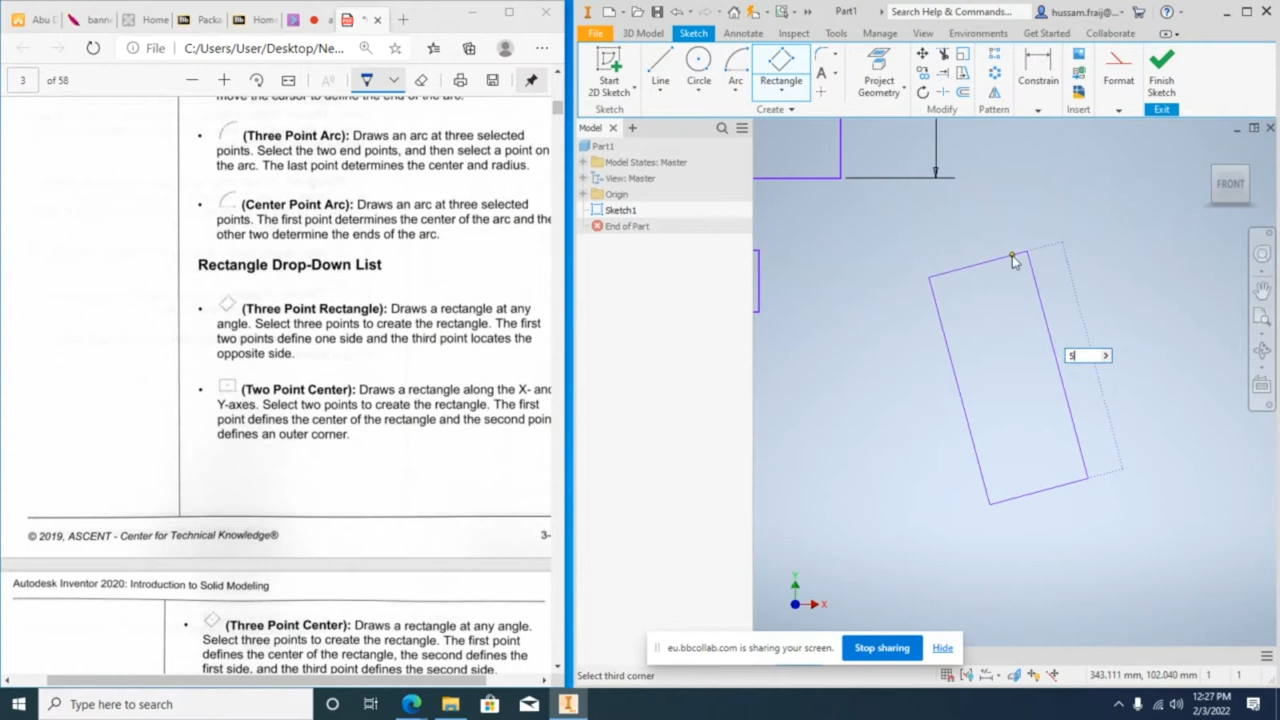 Abu E
banne
Home
Packa
Home
a
File
C:/Users/User/Desktop/Ne...
3
of 58
move the cursor to define the end of the arc.
(Three Point Arc): Draws an arc at three selected
points. Select the two end points, and then select a point on
the arc. The last point determines the center and radius.
(Center Point Arc): Draws an arc at three selected
points. The first point determines the center of the arc and the
other two determine the ends of the arc.
Rectangle Drop-Down List
(Three Point Rectangle): Draws a rectangle at any
angle. Select three points to create the rectangle. The first
two points define one side and the third point locates the
opposite side.
(Two Point Center): Draws a rectangle along the X- and
Y-axes. Select two points to create the rectangle. The first
point defines the center of the rectangle and the second poin
defines an outer corner.
© 2019, ASCENT - Center for Technical Knowledge®
3-
Autodesk Inventor 2020: Introduction to Solid Modeling
(Three Point Center): Draws a rectangle at any angle.
Select three points to create the rectangle. The first point
defines the center of the rectangle, the second defines the
first side, and the third point defines the second side.
Part1
Search Help & Commands...
hussam.fraij@...
File
3D Model
Sketch
Annotate
Inspect
Tools
Manage
View
Environments
Get Started
Collaborate
Start
2D Sketch
Line
Circle
Arc
Rectangle
A
Project
Geometry
Constrain
Format
Finish
Sketch
Sketch
Create
Modify
Pattern
Insert
Exit
Model
Part1
Model States: Master
View: Master
Origin
Sketch1
End of Part
FRONT
5
Y
X
eu.bbcollab.com is sharing your screen.
Stop sharing
Hide
Select third corner
343.111 mm, 102.040 mm
1
1
Type here to search
12:27 PM
2/3/2022